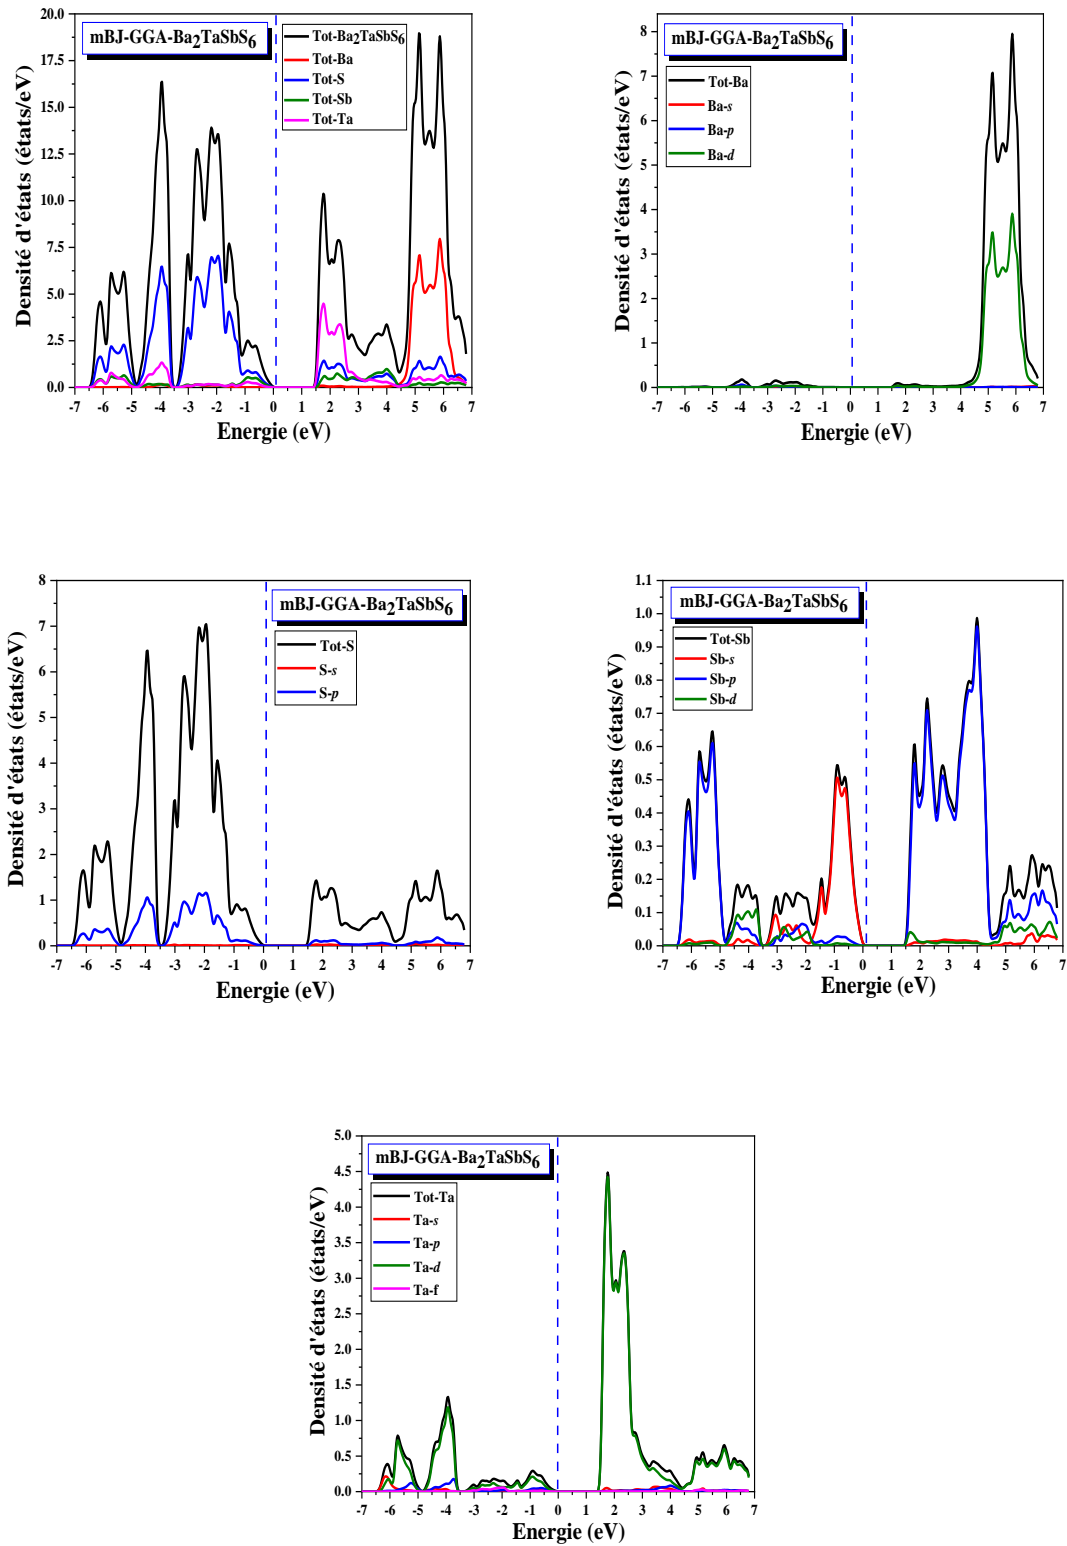 mBJ-GGA-Ba2TaSbS6
Tot-Ba2TaSbS6
Tot-Ba
Tot-S
Tot-Sb
Tot-Ta
Densité d'états (états/eV)
20.0
17.5
15.0
12.5
10.0
7.5
5.0
2.5
0.0
-7 -6 -5 -4 -3 -2 -1 0 1 2 3 4 5 6 7
Energie (eV)
mBJ-GGA-Ba2TaSbS6
Tot-Ba
Ba-s
Ba-p
Ba-d
Densité d'états (états/eV)
8
7
6
5
4
3
2
1
0
-7 -6 -5 -4 -3 -2 -1 0 1 2 3 4 5 6 7
Energie (eV)
mBJ-GGA-Ba2TaSbS6
Tot-S
S-s
S-p
Densité d'états (états/eV)
8
7
6
5
4
3
2
1
0
-7 -6 -5 -4 -3 -2 -1 0 1 2 3 4 5 6 7
Energie (eV)
mBJ-GGA-Ba2TaSbS6
Tot-Sb
Sb-s
Sb-p
Sb-d
Densité d'états (états/eV)
1.1
1.0
0.9
0.8
0.7
0.6
0.5
0.4
0.3
0.2
0.1
0.0
-7 -6 -5 -4 -3 -2 -1 0 1 2 3 4 5 6 7
Energie (eV)
mBJ-GGA-Ba2TaSbS6
Tot-Ta
Ta-s
Ta-p
Ta-d
Ta-f
Densité d'états (états/eV)
5.0
4.5
4.0
3.5
3.0
2.5
2.0
1.5
1.0
0.5
0.0
-7 -6 -5 -4 -3 -2 -1 0 1 2 3 4 5 6 7
Energie (eV)